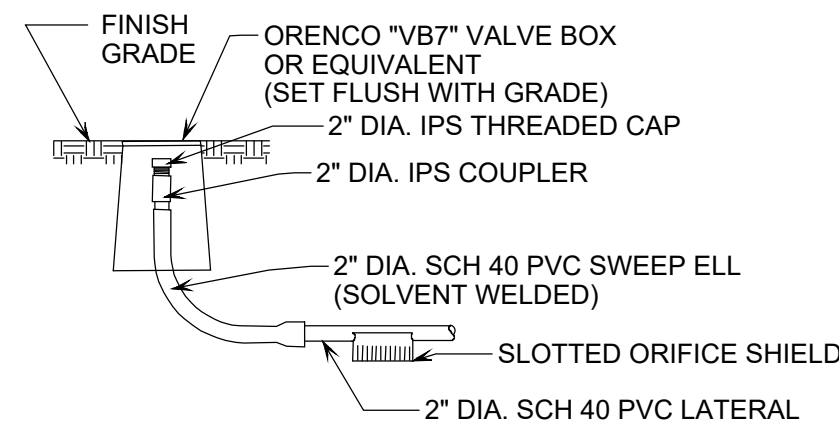 FINISH
GRADE
ORENCO "VB7" VALVE BOX
OR EQUIVALENT
(SET FLUSH WITH GRADE)
2" DIA. IPS THREADED CAP
2" DIA. IPS COUPLER
2" DIA. SCH 40 PVC SWEEP ELL
(SOLVENT WELDED)
SLOTTED ORIFICE SHIELD
2" DIA. SCH 40 PVC LATERAL